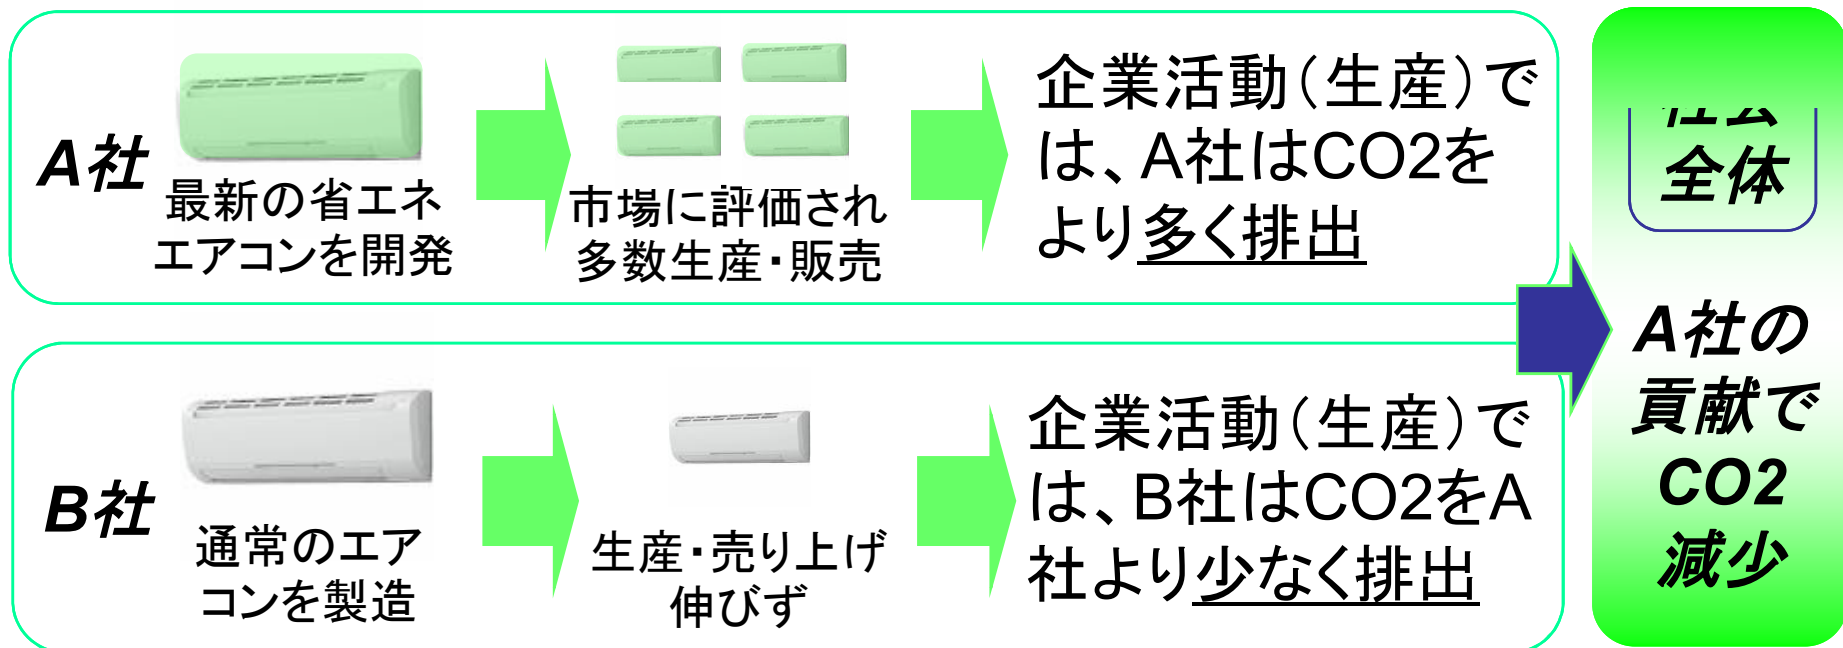 A社
最新の省エネ
エアコンを開発
市場に評価され
多数生産・販売
企業活動（生産）で
は、A社はCO2を
より多く排出
B社
通常のエア
コンを製造
生産・売り上げ
伸びず
企業活動（生産）で
は、B社はCO2をA
社より少なく排出
全体
A社の
貢献で
CO2
減少